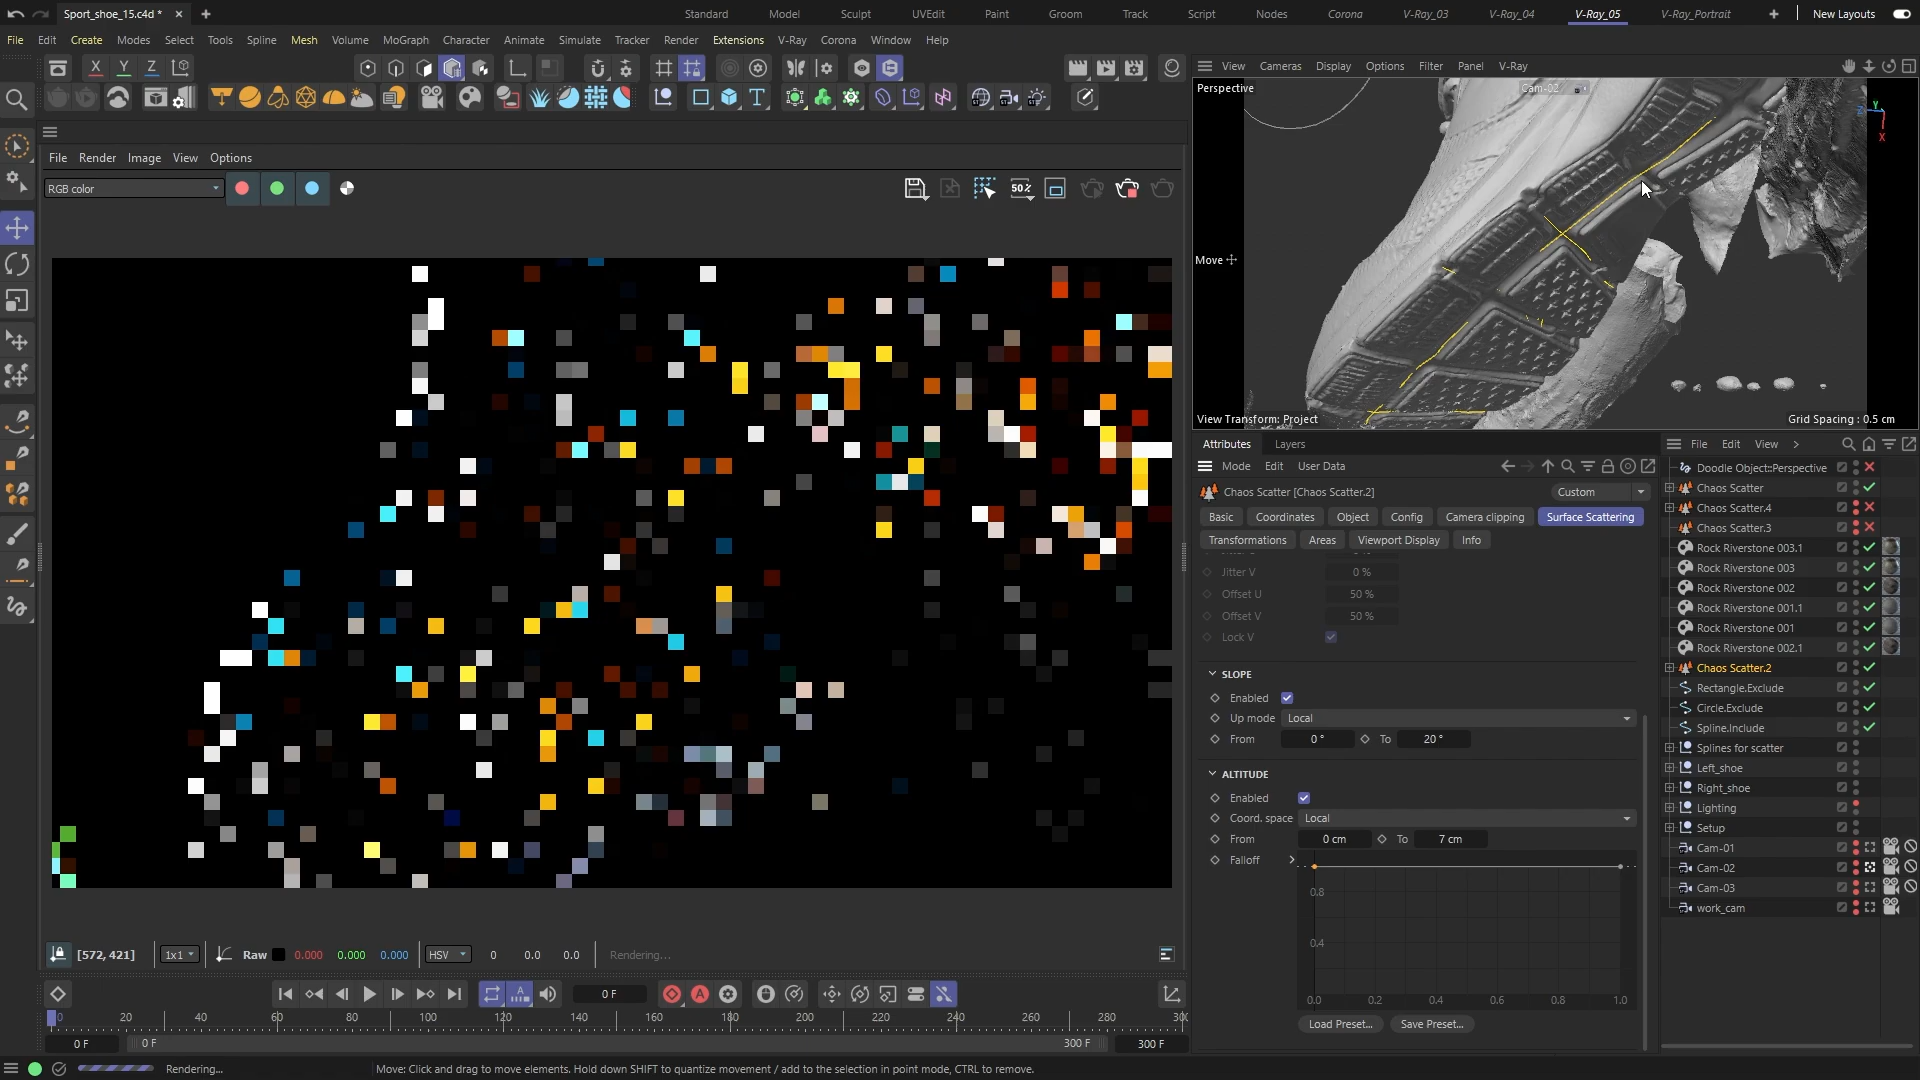 Sport_shoe_15.c4d *
Standard Model Sculpt UVEdit Paint Groom Track Script Nodes Corona V-Ray_03 V-Ray_04 V-Ray_05 V-Ray_Portrait New Layouts
File Edit Create Modes Select Tools Spline Mesh Volume MoGraph Character Animate Simulate Tracker Render Extensions V-Ray Corona Window Help
X Y Z
View Cameras Display Options Filter Panel V-Ray
Perspective
Cam-02
Y
X
Move
View Transform: Project
Grid Spacing : 0.5 cm
File Render Image View Options
RGB color
50%
[572, 421] 1x1 Raw 0.000 0.000 0.000 HSV 0 0.0 0.0 Rendering...
0 F
0 20 40 60 80 100 120 140 160 180 200 220 240 260 280 30
0 F 0 F 300 F 300 F
Rendering...
Move: Click and drag to move elements. Hold down SHIFT to quantize movement / add to the selection in point mode, CTRL to remove.
Attributes Layers
Mode Edit User Data
Chaos Scatter [Chaos Scatter.2] Custom
Basic Coordinates Object Config Camera clipping Surface Scattering
Transformations Areas Viewport Display Info
Jitter V 0 %
Offset U 50 %
Offset V 50 %
Lock V
SLOPE
Enabled
Up mode Local
From 0 ° To 20 °
ALTITUDE
Enabled
Coord. space Local
From 0 cm To 7 cm
Falloff
0.8
0.4
0.0 0.2 0.4 0.6 0.8 1.0
Load Preset... Save Preset...
File Edit View
Doodle Object::Perspective
Chaos Scatter
Chaos Scatter.4
Chaos Scatter.3
Rock Riverstone 003.1
Rock Riverstone 003
Rock Riverstone 002
Rock Riverstone 001.1
Rock Riverstone 001
Rock Riverstone 002.1
Chaos Scatter.2
Rectangle.Exclude
Circle.Exclude
Spline.Include
Splines for scatter
Left_shoe
Right_shoe
Lighting
Setup
Cam-01
Cam-02
Cam-03
work_cam